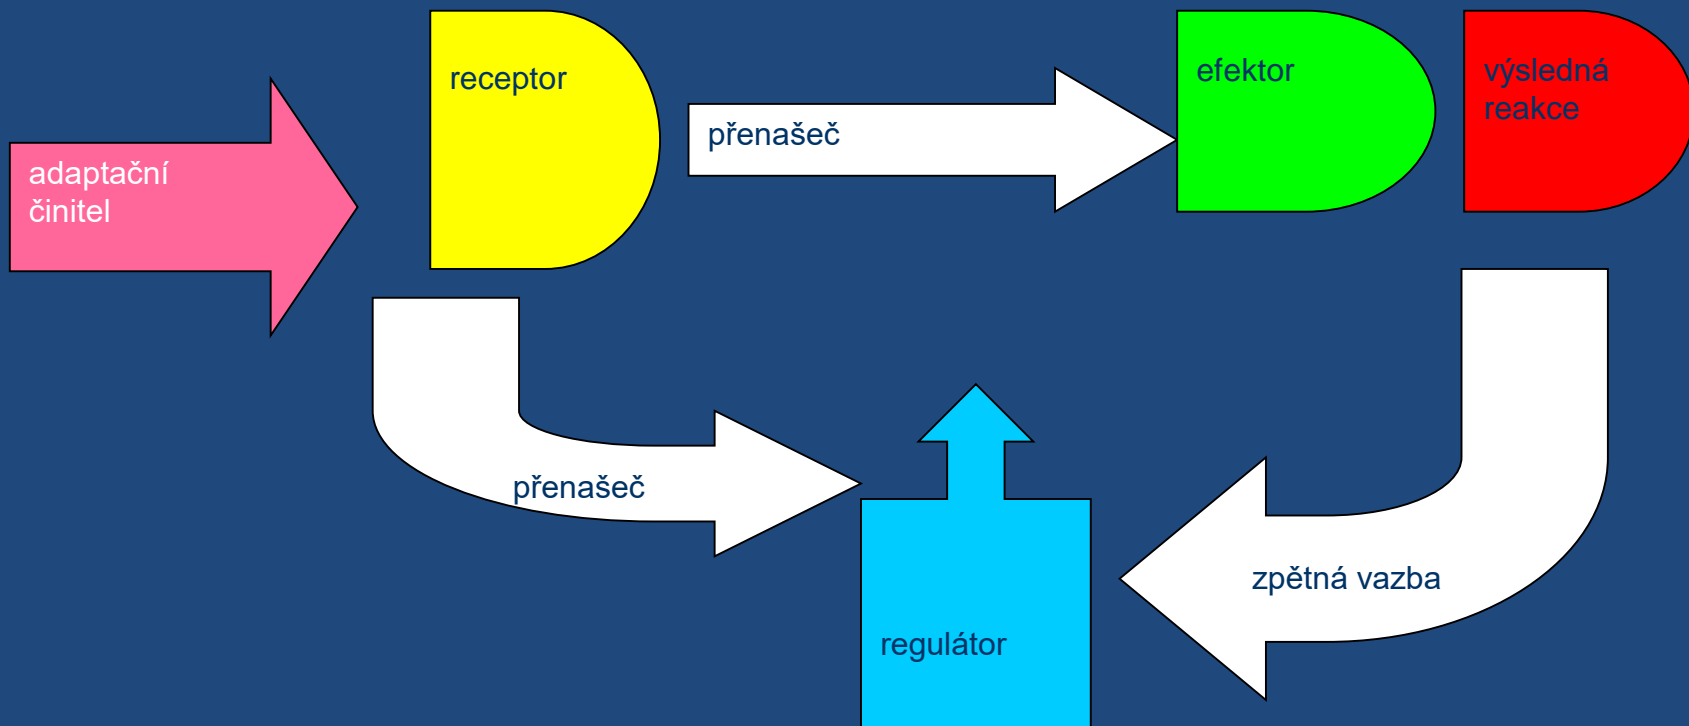 adaptační
činitel
receptor
přenašeč
efektor
výsledná
reakce
přenašeč
regulátor
zpětná vazba